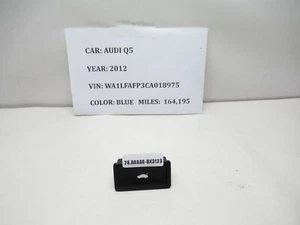 CAR: AUDI Q5
YEAR: 2012
VIN: WA1LFAFP3CA018975
COLOR: BLUE MILES: 164,195